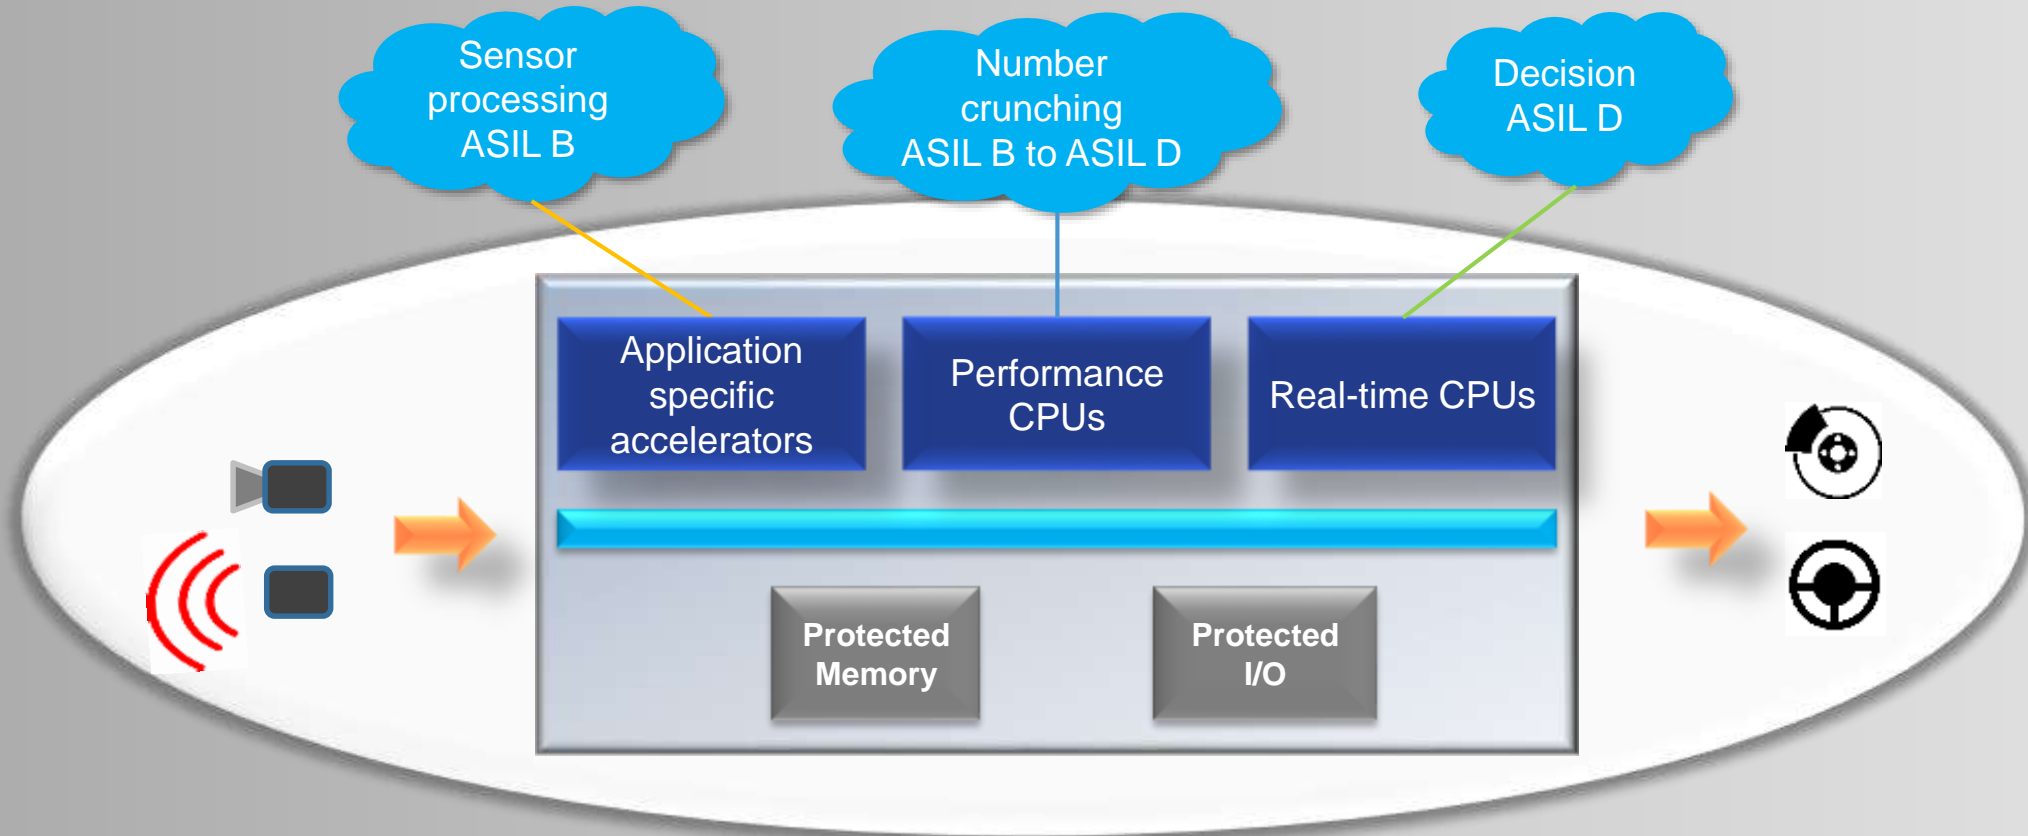 Sensor
processing
ASIL B
Number
crunching
ASIL B to ASIL D
Decision
ASIL D
Application
specific
accelerators
Performance
CPUs
Real-time CPUs
Protected
Memory
Protected
I/O